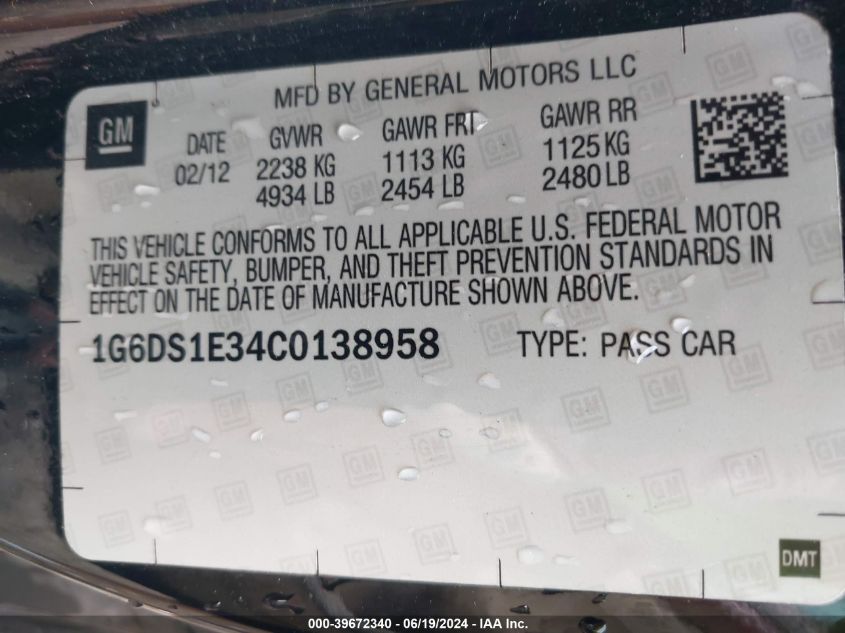 MFD BY GENERAL MOTORS LLC
GM
DATE GVWR GAWR FRT GAWR RR
02/12 2238 KG 1113 KG 1125 KG
4934 LB 2454 LB 2480 LB
THIS VEHICLE CONFORMS TO ALL APPLICABLE U.S. FEDERAL MOTOR
VEHICLE SAFETY, BUMPER, AND THEFT PREVENTION STANDARDS IN
EFFECT ON THE DATE OF MANUFACTURE SHOWN ABOVE.
1G6DS1E34C0138958 TYPE: PASS CAR
DMT
000-39672340 - 06/19/2024 - IAA Inc.